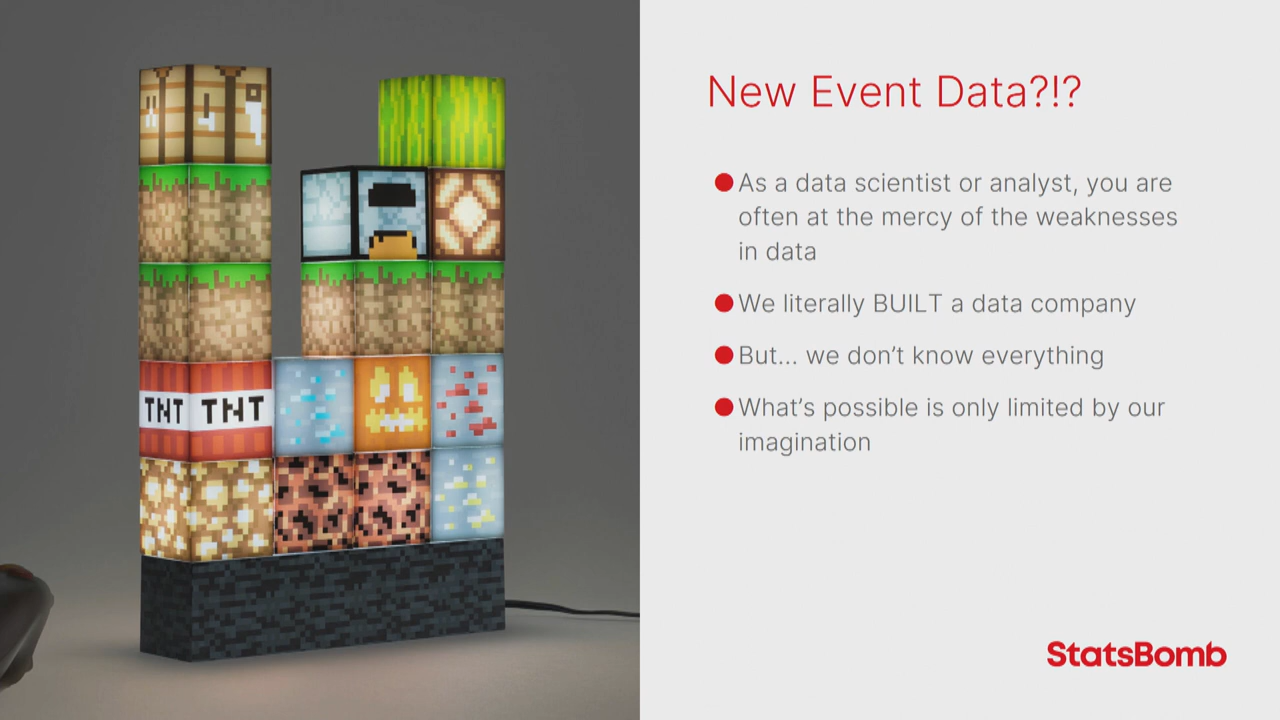 TNT TNT
New Event Data?!?
As a data scientist or analyst, you are
often at the mercy of the weaknesses
in data
We literally BUILT a data company
But... we don't know everything
What's possible is only limited by our
imagination
StatsBomb